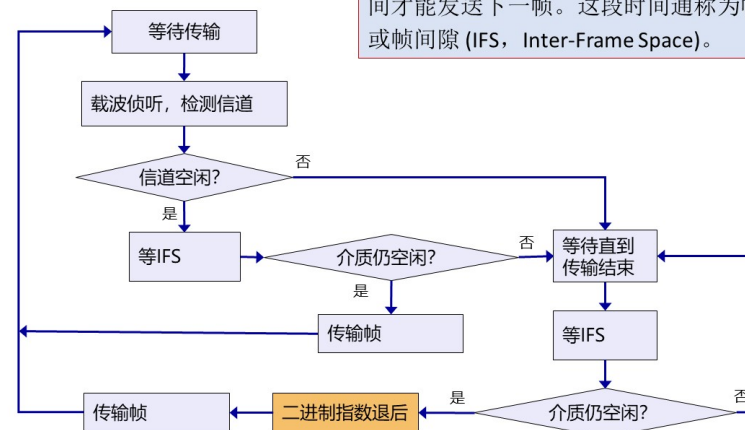 间才能发送下一帧。这段时间通称为
或帧间隙 (IFS，Inter-Frame Space)。
等待传输
载波侦听，检测信道
信道空闲?
否
是
等IFS
介质仍空闲?
否
等待直到
传输结束
是
传输帧
等IFS
传输帧
二进制指数退后
是
介质仍空闲?
否